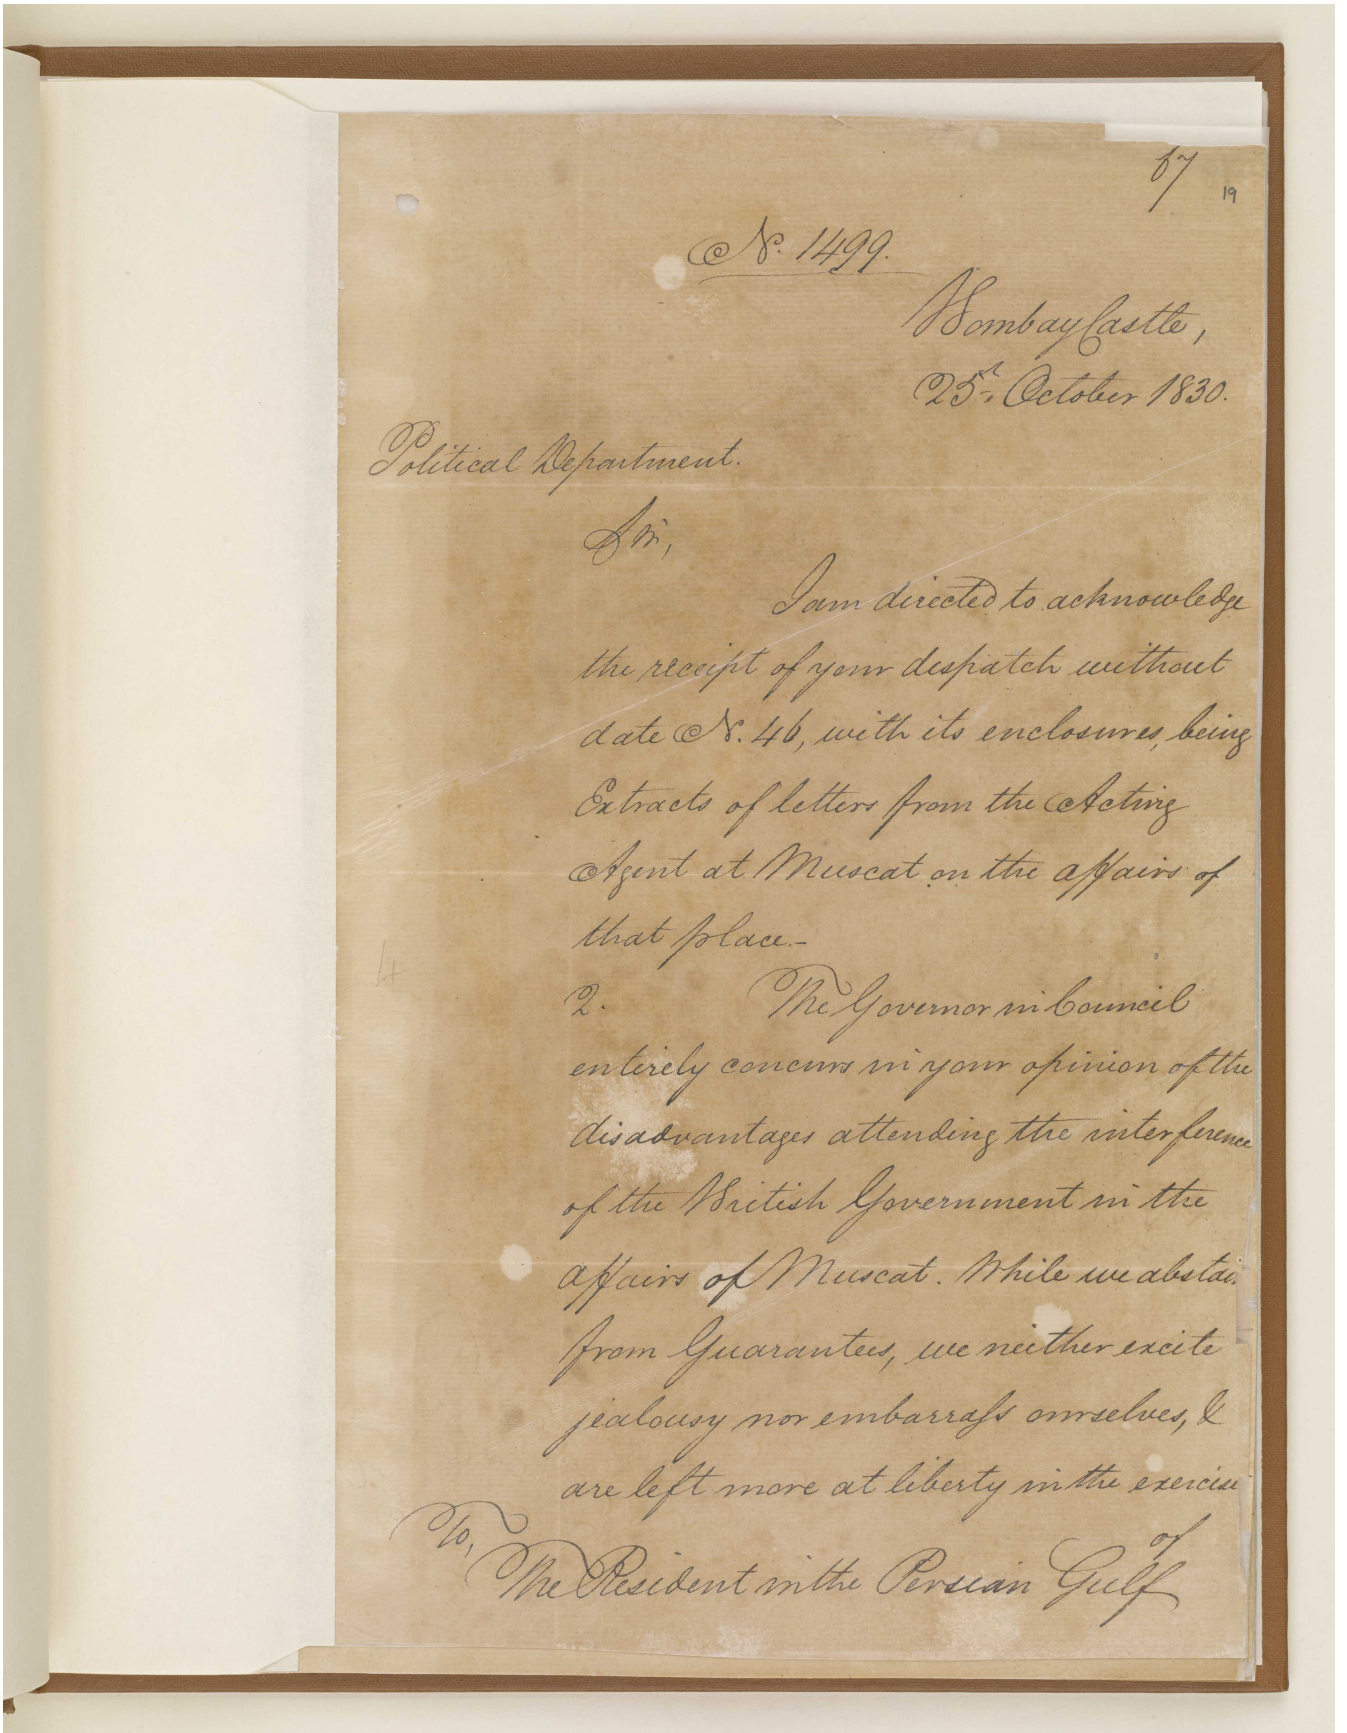 67
19
No. 1499.
Bombay Castle,
25th October 1830.
Political Department.
Sir,
I am directed to acknowledge
the receipt of your despatch without
date No. 46, with its enclosures, being
Extracts of letters from the Acting
Agent at Muscat on the affairs of
that place.-
2. The Governor in Council
entirely concurs in your opinion of the
disadvantages attending the interference
of the British Government in the
affairs of Muscat. While we abstai
from Guarantees, we neither excite
jealousy nor embarrass ourselves, &
are left more at liberty in the exercise
of
To,
The Resident in the Persian Gulf
4